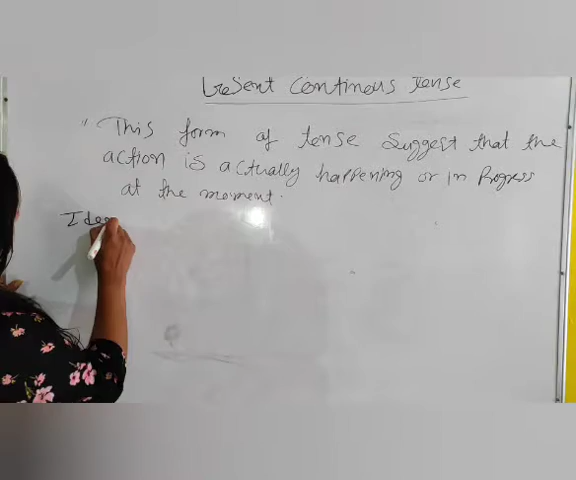 Present Continuous Tense
" This form of tense suggest that the
action is actually happening or in Progress
at the moment.
Ide